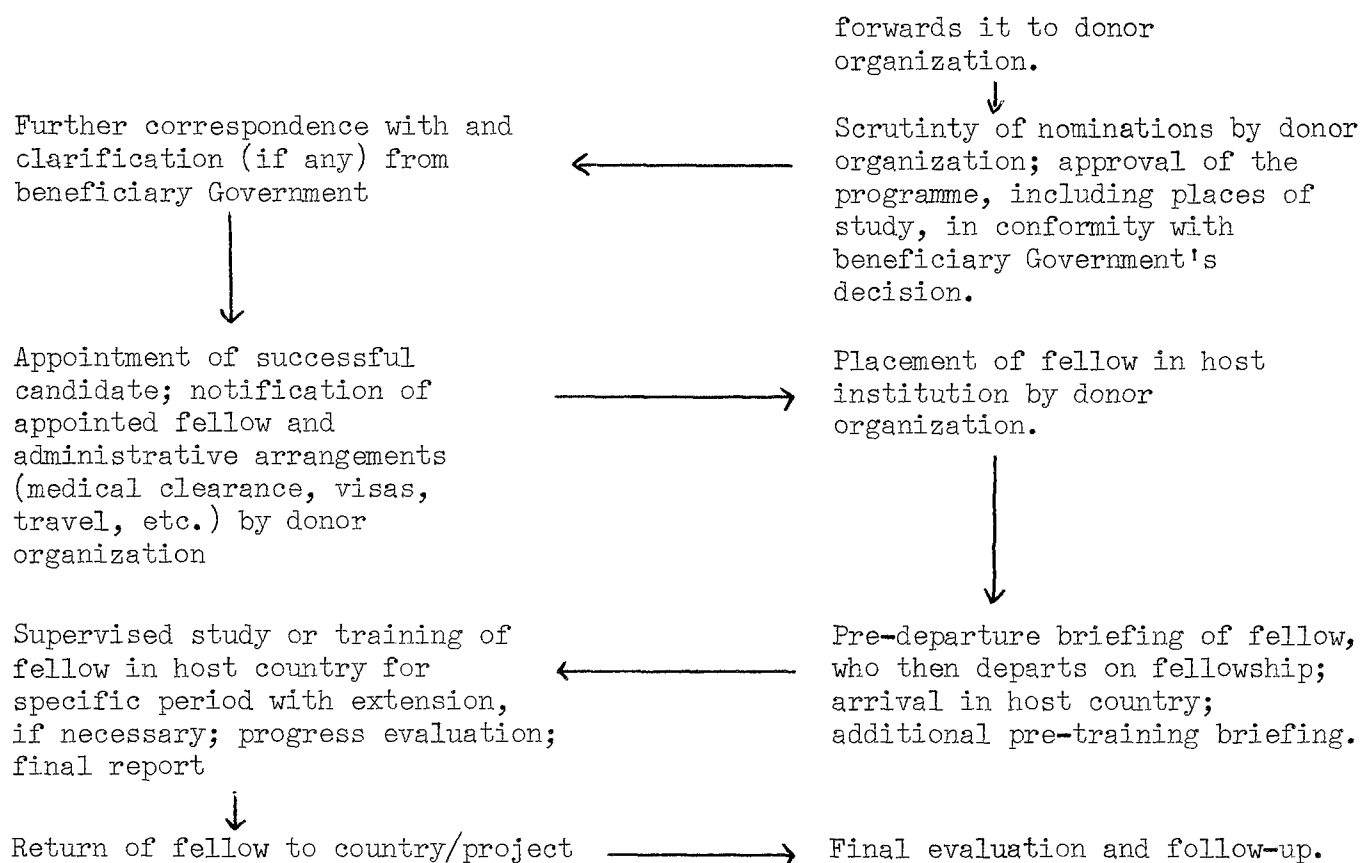 forwards it to donor
organization.
Scrutinty of nominations by donor
organization; approval of the
programme, including places of
study, in conformity with
beneficiary Government's
decision.
Further correspondence with and
clarification (if any) from
beneficiary Government
Appointment of successful
candidate; notification of
appointed fellow and
administrative arrangements
(medical clearance, visas,
travel, etc.) by donor
organization
Placement of fellow in host
institution by donor
organization.
Pre-departure briefing of fellow,
who then departs on fellowship;
arrival in host country;
additional pre-training briefing.
Supervised study or training of
fellow in host country for
specific period with extension,
if necessary; progress evaluation;
final report
Return of fellow to country/project
Final evaluation and follow-up.